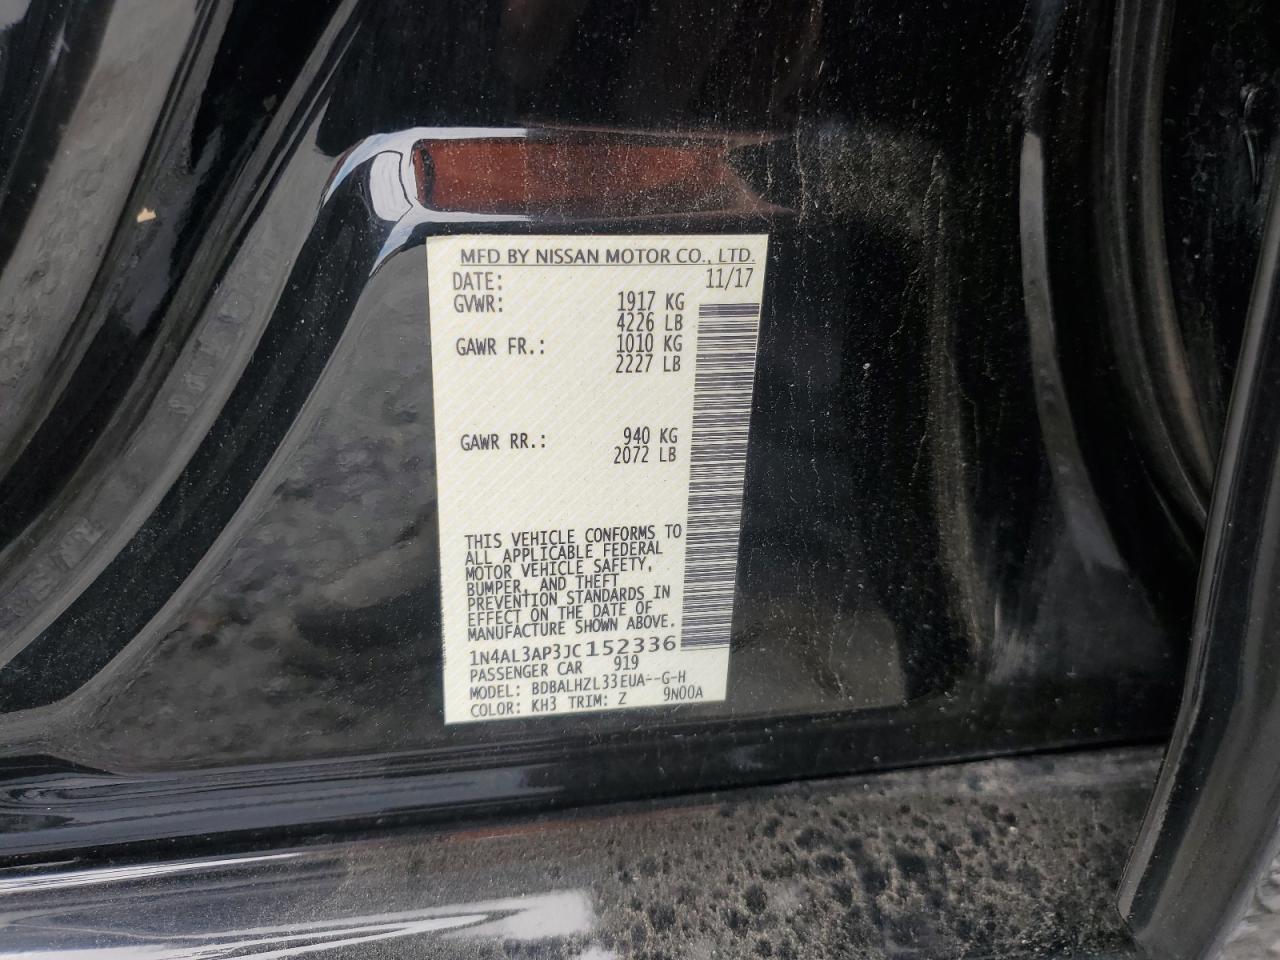 MFD BY NISSAN MOTOR CO., LTD.
DATE: 11/17
GVWR: 1917 KG
4226 LB
GAWR FR.: 1010 KG
2227 LB
GAWR RR.: 940 KG
2072 LB
THIS VEHICLE CONFORMS TO
ALL APPLICABLE FEDERAL
MOTOR VEHICLE SAFETY,
BUMPER, AND THEFT
PREVENTION STANDARDS IN
EFFECT ON THE DATE OF
MANUFACTURE SHOWN ABOVE.
1N4AL3AP3JC152336
PASSENGER CAR 919
MODEL: BDBALHZL33EUA--G-H
COLOR: KH3 TRIM: Z 9N00A